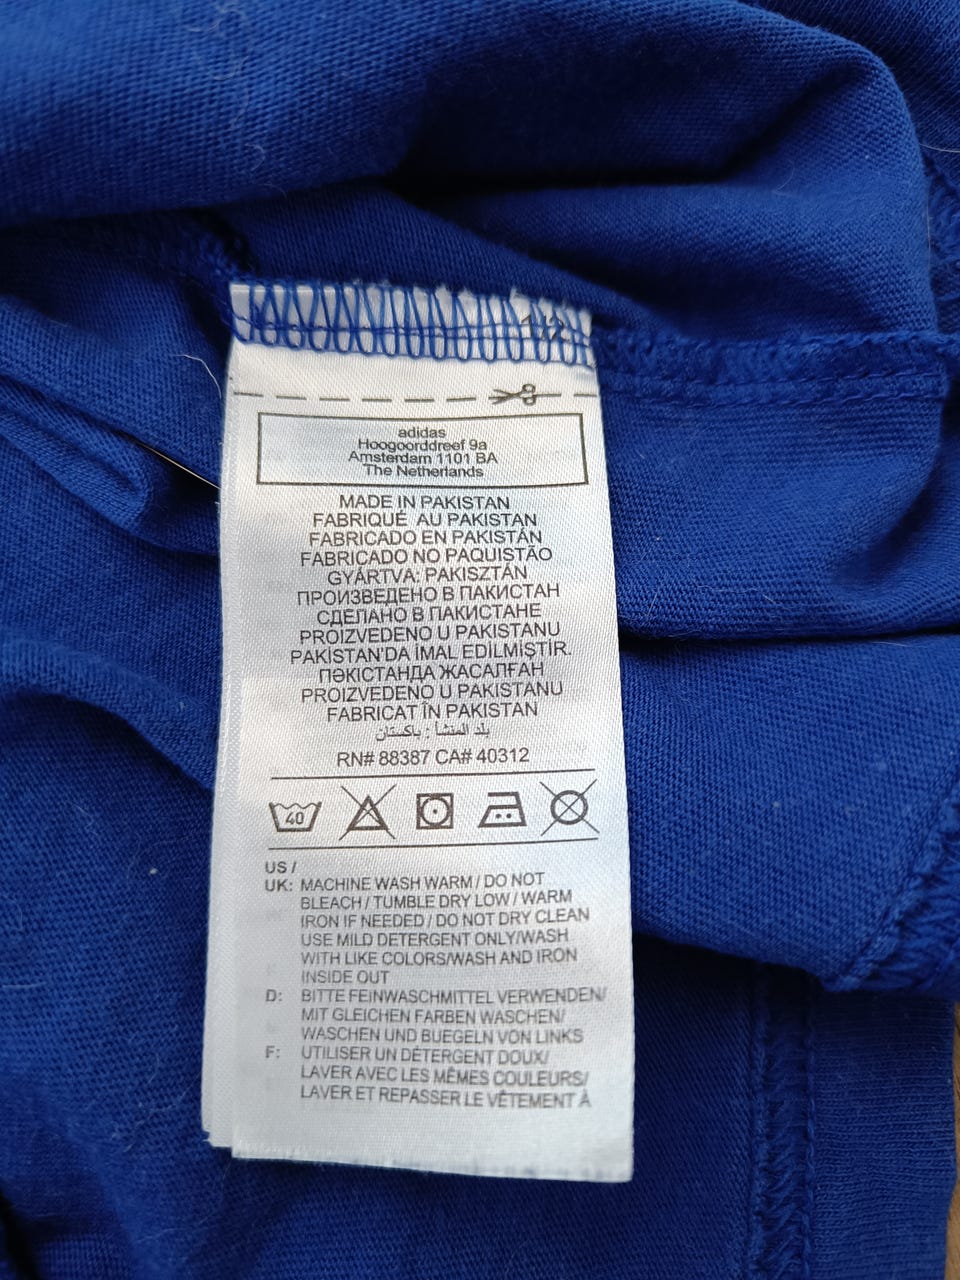 adidas
Hoogoorddreef 9a
Amsterdam 1101 BA
The Netherlands
MADE IN PAKISTAN
FABRIQUÉ AU PAKISTAN
FABRICADO EN PAKISTÁN
FABRICADO NO PAQUISTÃO
GYÁRTVA: PAKISZTÁN
ПРОИЗВЕДЕНО В ПАКИСТАН
СДЕЛАНО В ПАКИСТАНЕ
PROIZVEDENO U PAKISTANU
PAKİSTAN'DA İMAL EDİLMİŞTİR.
ПӘКІСТАНДА ЖАСАЛҒАН
PROIZVEDENO U PAKISTANU
FABRICAT ÎN PAKISTAN
بلد المنشأ : باكستان
RN# 88387 CA# 40312
40
US /
UK: MACHINE WASH WARM / DO NOT
BLEACH / TUMBLE DRY LOW / WARM
IRON IF NEEDED / DO NOT DRY CLEAN
USE MILD DETERGENT ONLY/WASH
WITH LIKE COLORS/WASH AND IRON
INSIDE OUT
D: BITTE FEINWASCHMITTEL VERWENDEN/
MIT GLEICHEN FARBEN WASCHEN/
WASCHEN UND BUEGELN VON LINKS
F: UTILISER UN DÉTERGENT DOUX/
LAVER AVEC LES MÊMES COULEURS/
LAVER ET REPASSER LE VÊTEMENT À